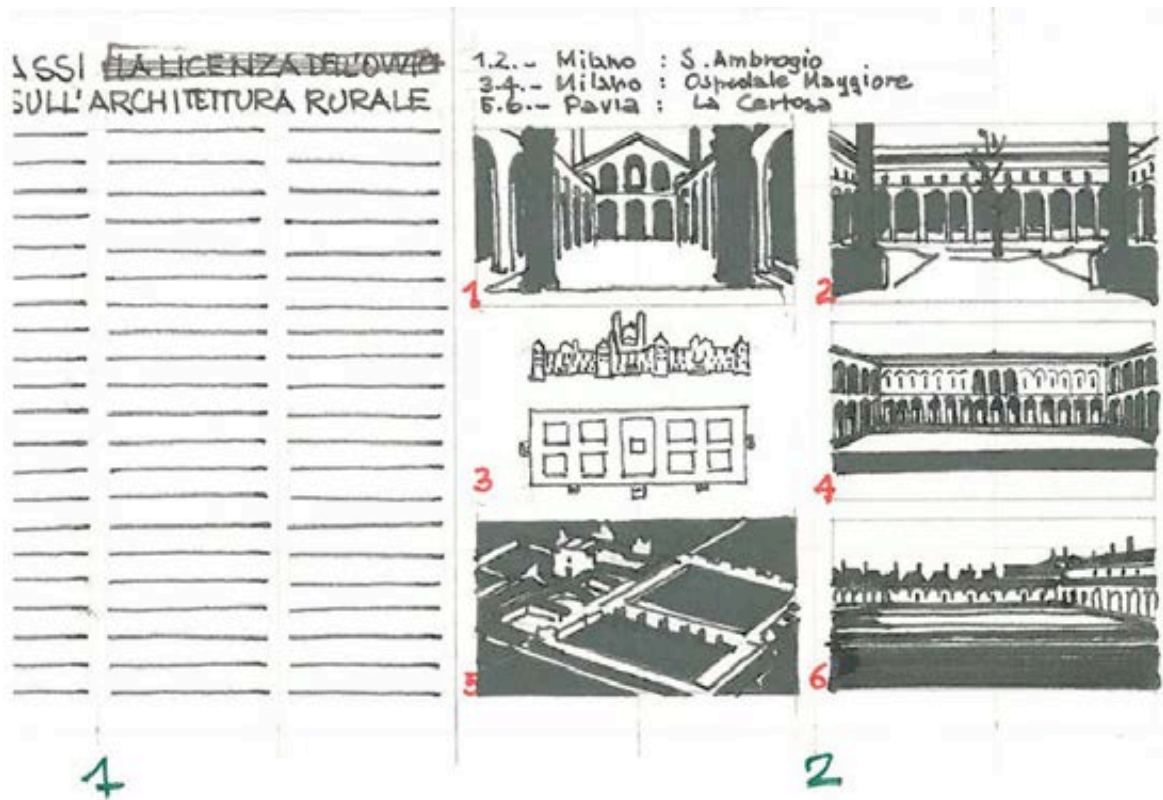 ASSI LA LICENZA DELL'OVVIO
SULL'ARCHITETTURA RURALE
1.2.- Milano : S. Ambrogio
3.4.- Milano : Ospedale Maggiore
5.6.- Pavia : La Certosa
1
2
3
4
5
6
1
2